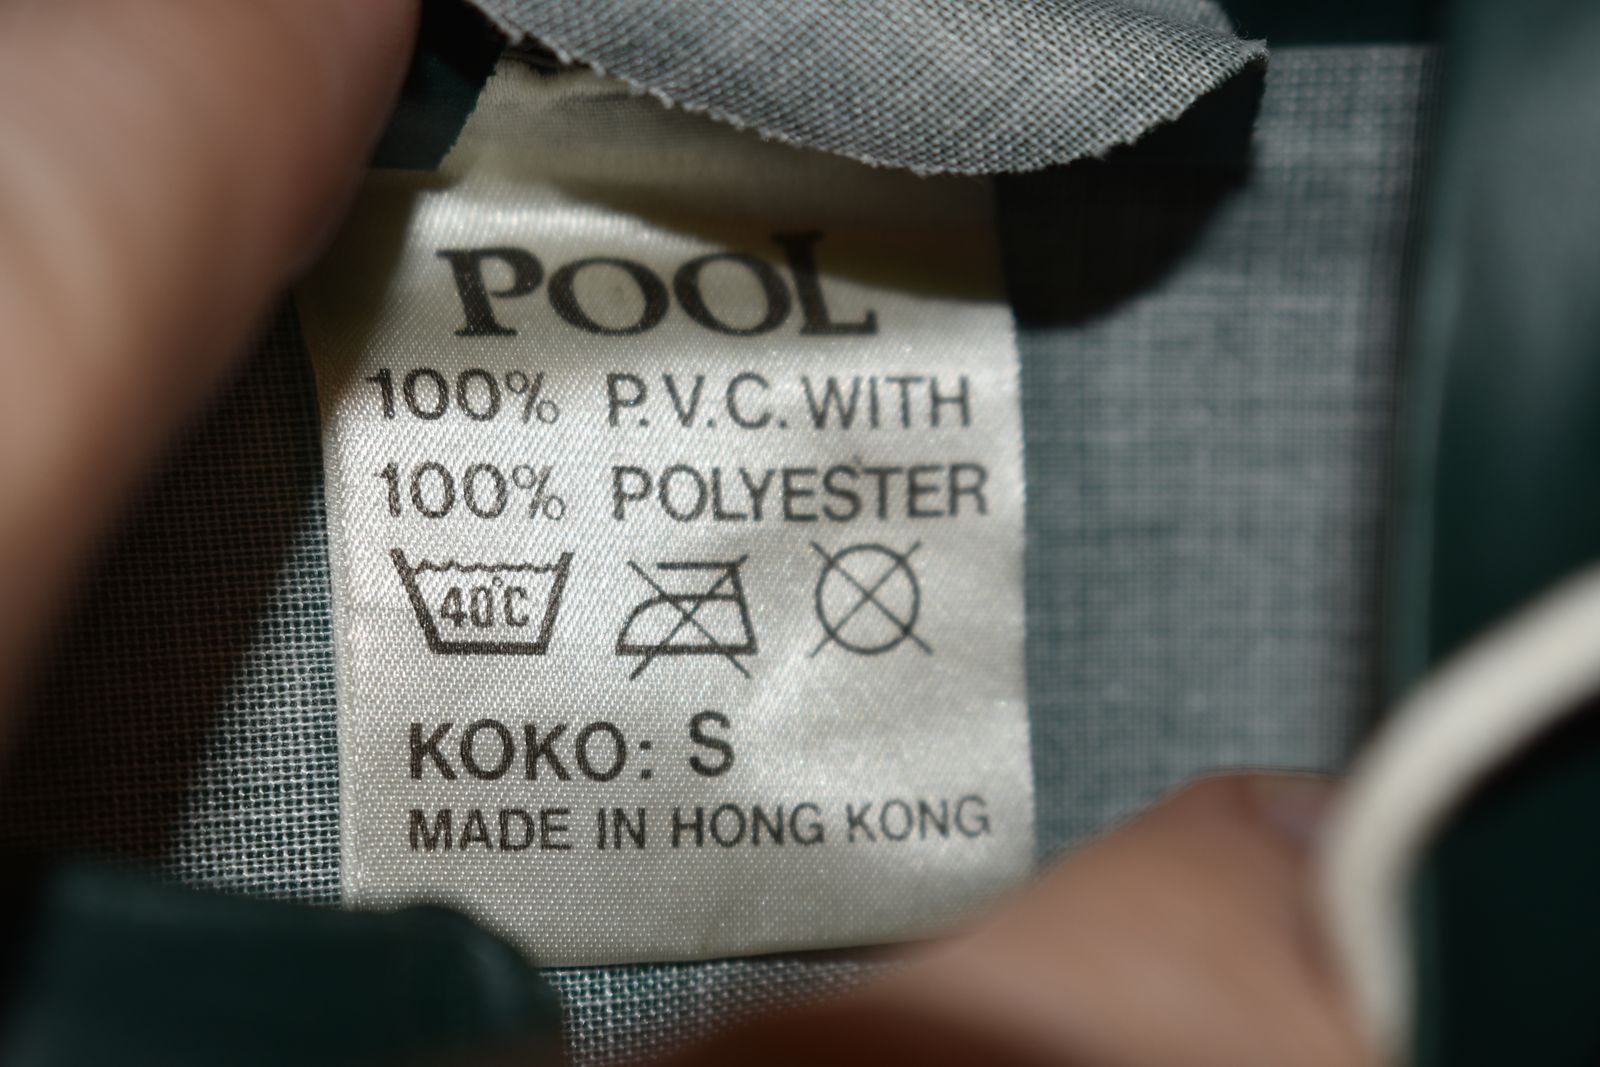 POOL
100% P.V.C. WITH
100% POLYESTER
40°C
KOKO: S
MADE IN HONG KONG